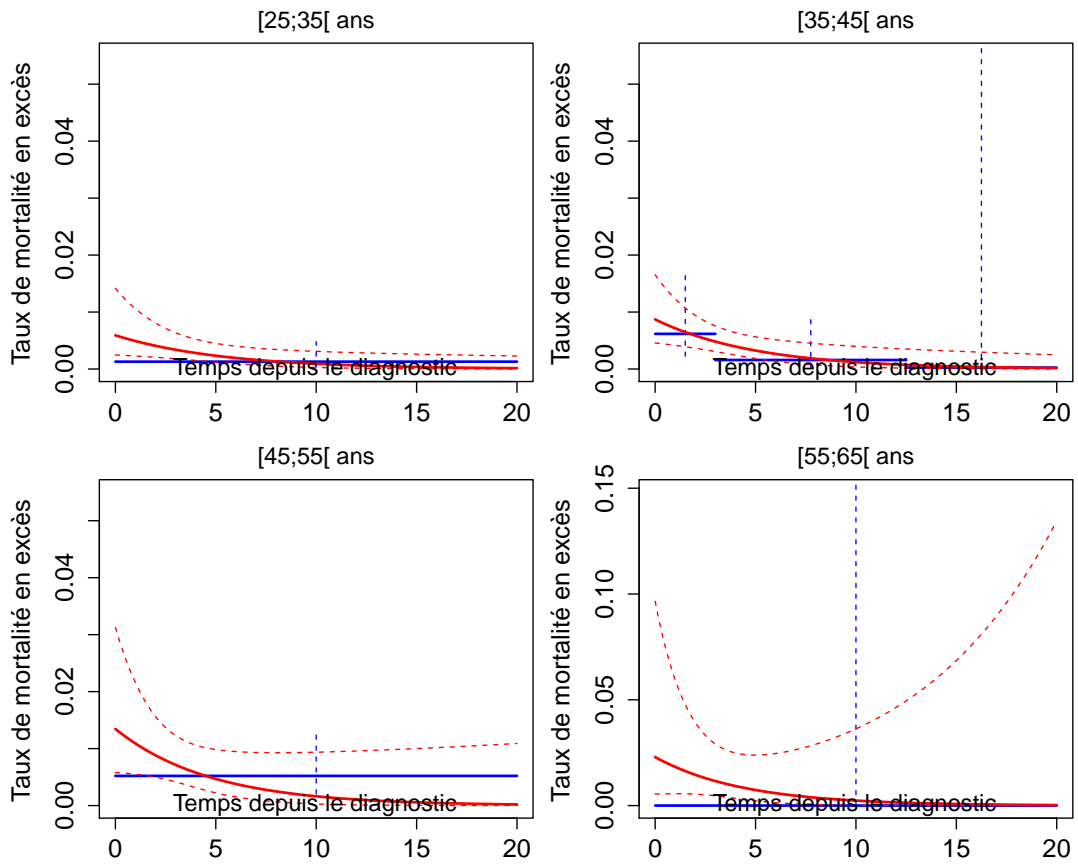 [25;35[ ans
Taux de mortalité en excès
0.00 0.02 0.04
Temps depuis le diagnostic
0 5 10 15 20
[35;45[ ans
Taux de mortalité en excès
0.00 0.02 0.04
Temps depuis le diagnostic
0 5 10 15 20
[45;55[ ans
Taux de mortalité en excès
0.00 0.02 0.04
Temps depuis le diagnostic
0 5 10 15 20
[55;65[ ans
Taux de mortalité en excès
0.00 0.05 0.10 0.15
Temps depuis le diagnostic
0 5 10 15 20